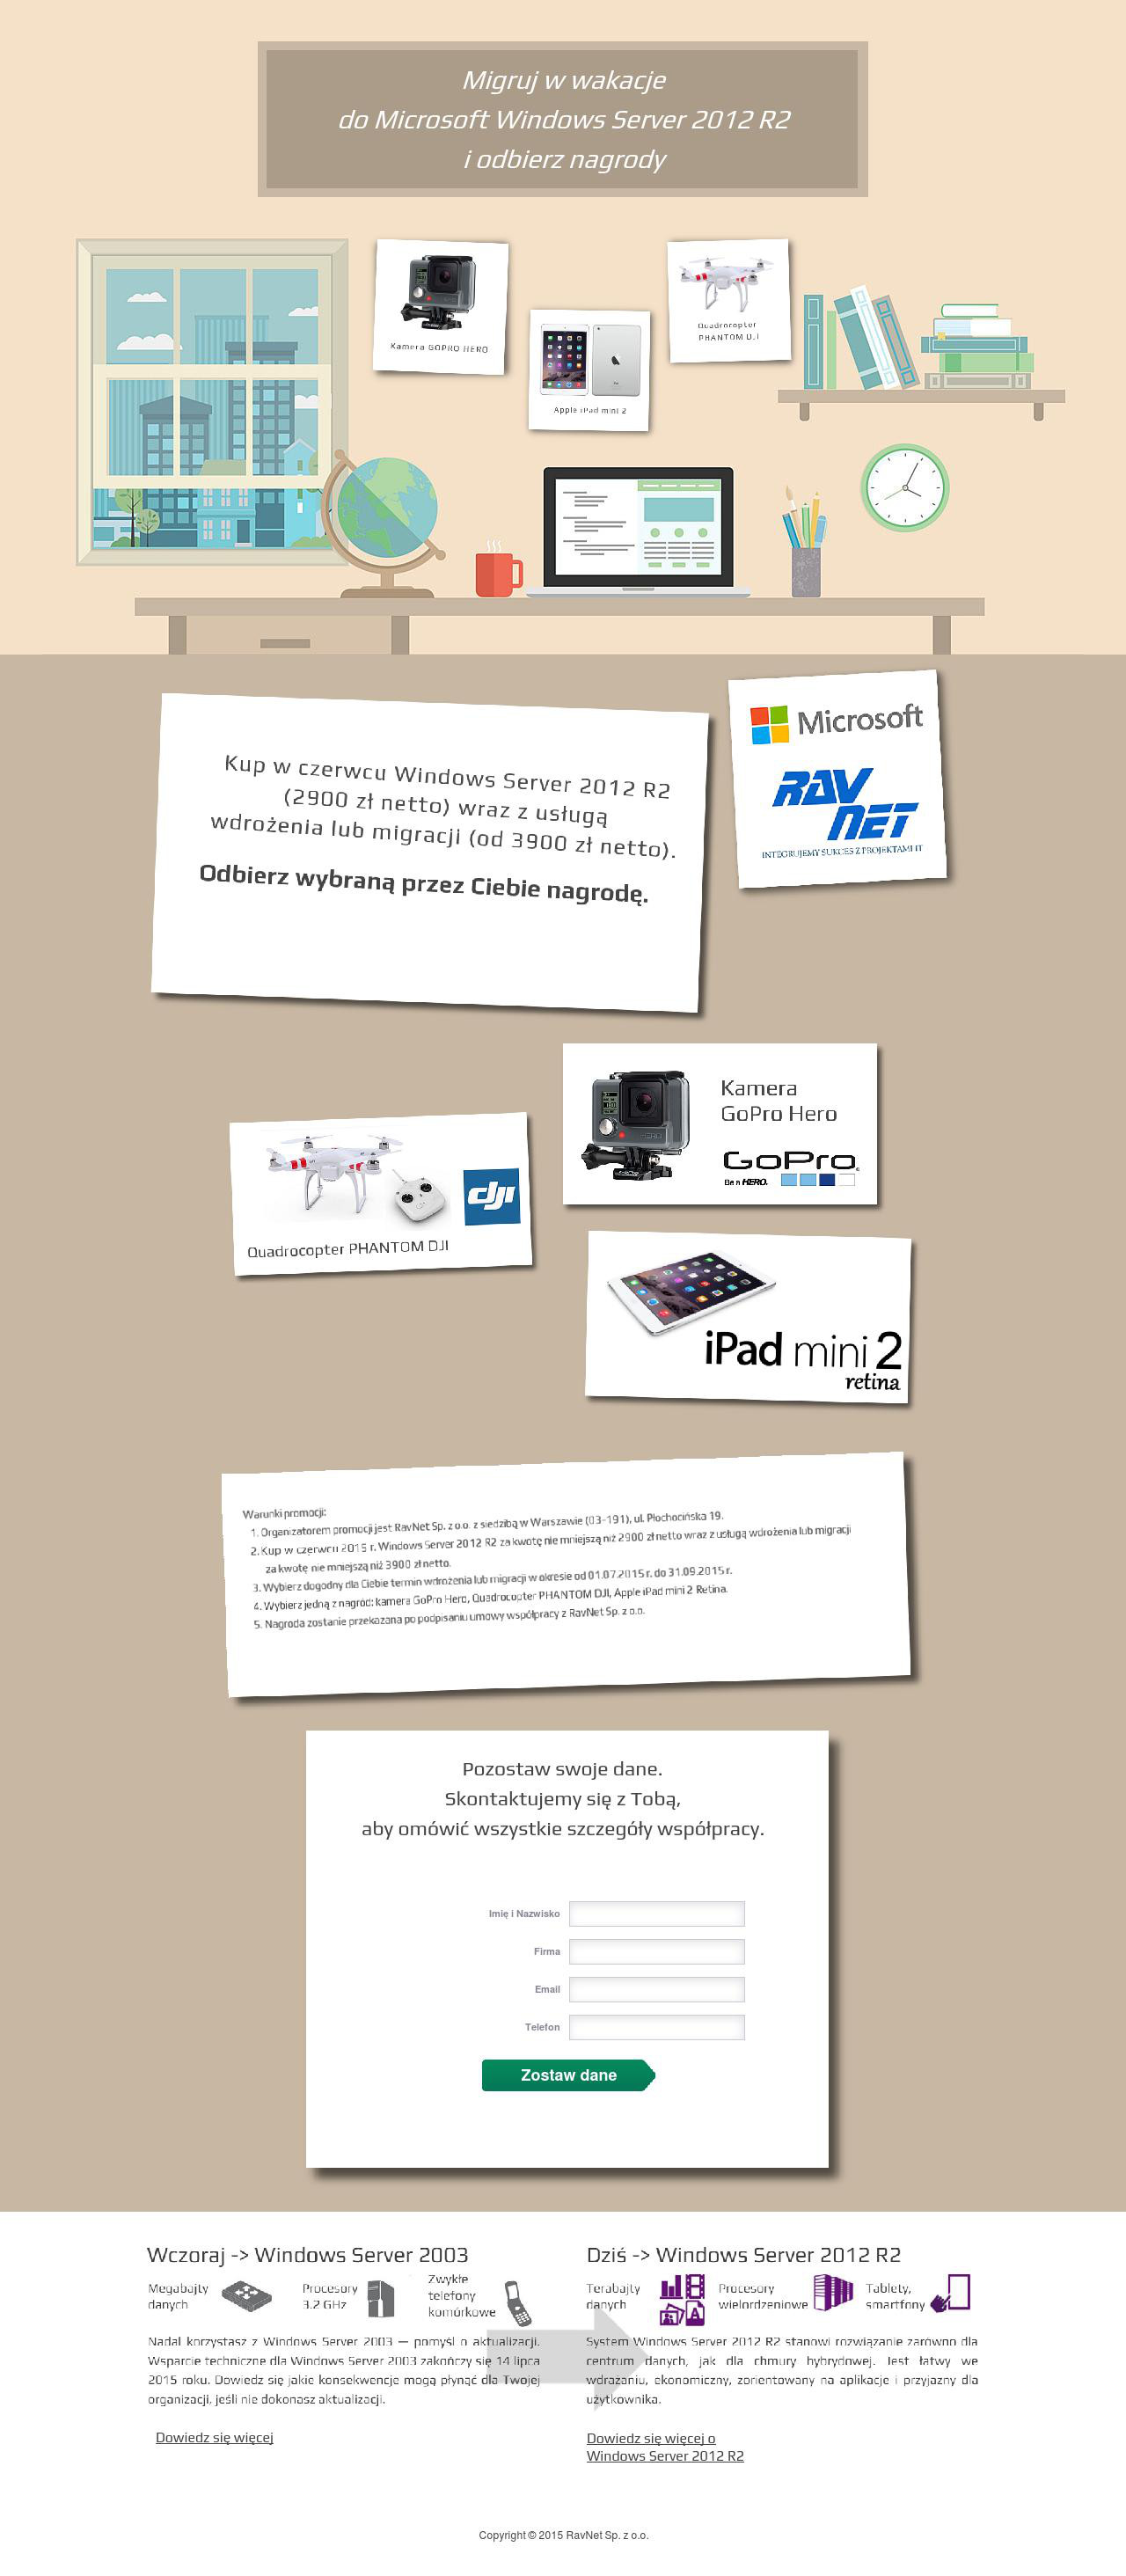 Migruj w wakacje
do Microsoft Windows Server 2012 R2
i odbierz nagrody
Kamera GOPRO HERO
Apple iPad mini 2
Quadrocopter
PHANTOM DJI
Kup w czerwcu Windows Server 2012 R2
(2900 zł netto) wraz z usługą
wdrożenia lub migracji (od 3900 zł netto).
Odbierz wybraną przez Ciebie nagrodę.
Microsoft
RAV
NET
INTEGRUJEMY SUKCES Z PROJEKTAMI IT
Kamera
GoPro Hero
GoPro
Be a HERO.
dji
Quadrocopter PHANTOM DJI
iPad mini 2
retina
Warunki promocji:
1. Organizatorem promocji jest RavNet Sp. z o.o. z siedzibą w Warszawie (03-191), ul. Płochocińska 19.
2. Kup w czerwcu 2015 r. Windows Server 2012 R2 za kwotę nie mniejszą niż 2900 zł netto wraz z usługą wdrożenia lub migracji
za kwotę nie mniejszą niż 3900 zł netto.
3. Wybierz dogodny dla Ciebie termin wdrożenia lub migracji w okresie od 01.07.2015 r. do 31.09.2015 r.
4. Wybierz jedną z nagród: kamera GoPro Hero, Quadrocopter PHANTOM DJI, Apple iPad mini 2 Retina.
5. Nagroda zostanie przekazana po podpisaniu umowy współpracy z RavNet Sp. z o.o.
Pozostaw swoje dane.
Skontaktujemy się z Tobą,
aby omówić wszystkie szczegóły współpracy.
Imię i Nazwisko
Firma
Email
Telefon
Zostaw dane
Wczoraj -> Windows Server 2003
Megabajty
danych
Procesory
3.2 GHz
Zwykłe
telefony
komórkowe
Nadal korzystasz z Windows Server 2003 — pomyśl o aktualizacji.
Wsparcie techniczne dla Windows Server 2003 zakończy się 14 lipca
2015 roku. Dowiedz się jakie konsekwencje mogą płynąć dla Twojej
organizacji, jeśli nie dokonasz aktualizacji.
Dowiedz się więcej
Dziś -> Windows Server 2012 R2
Terabajty
danych
Procesory
wielordzeniowe
Tablety,
smartfony
System Windows Server 2012 R2 stanowi rozwiązanie zarówno dla
centrum danych, jak dla chmury hybrydowej. Jest łatwy we
wdrażaniu, ekonomiczny, zorientowany na aplikacje i przyjazny dla
użytkownika.
Dowiedz się więcej o
Windows Server 2012 R2
Copyright © 2015 RavNet Sp. z o.o.